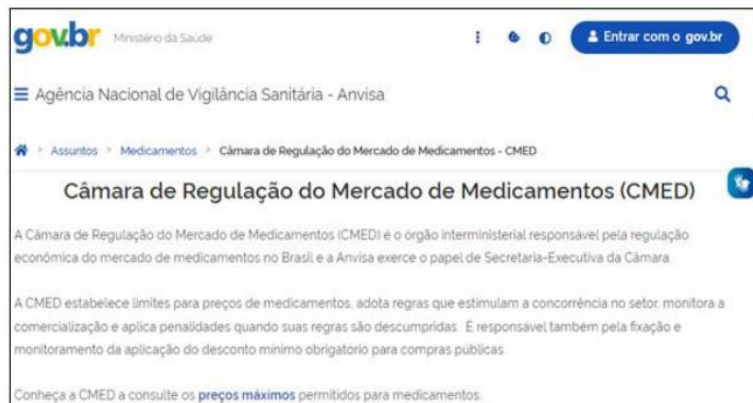 gov.br Ministério da Saúde Entrar com o gov.br
Agência Nacional de Vigilância Sanitária - Anvisa
Assuntos > Medicamentos > Câmara de Regulação do Mercado de Medicamentos - CMED
Câmara de Regulação do Mercado de Medicamentos (CMED)
A Câmara de Regulação do Mercado de Medicamentos (CMED) é o órgão interministerial responsável pela regulação
econômica do mercado de medicamentos no Brasil e a Anvisa exerce o papel de Secretaria-Executiva da Câmara.
A CMED estabelece limites para preços de medicamentos, adota regras que estimulam a concorrência no setor, monitora a
comercialização e aplica penalidades quando suas regras são descumpridas. É responsável também pela fixação e
monitoramento da aplicação do desconto mínimo obrigatório para compras públicas.
Conheça a CMED a consulte os preços máximos permitidos para medicamentos.